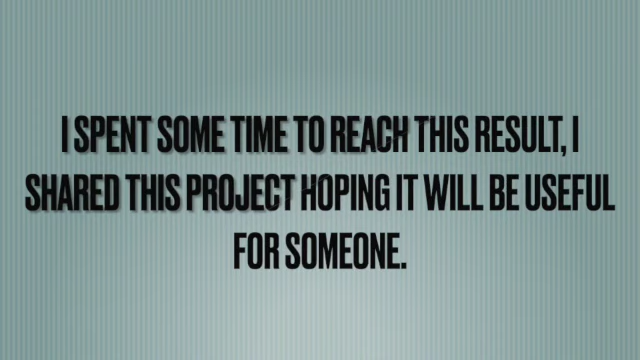 I SPENT SOME TIME TO REACH THIS RESULT, I
SHARED THIS PROJECT HOPING IT WILL BE USEFUL
FOR SOMEONE.